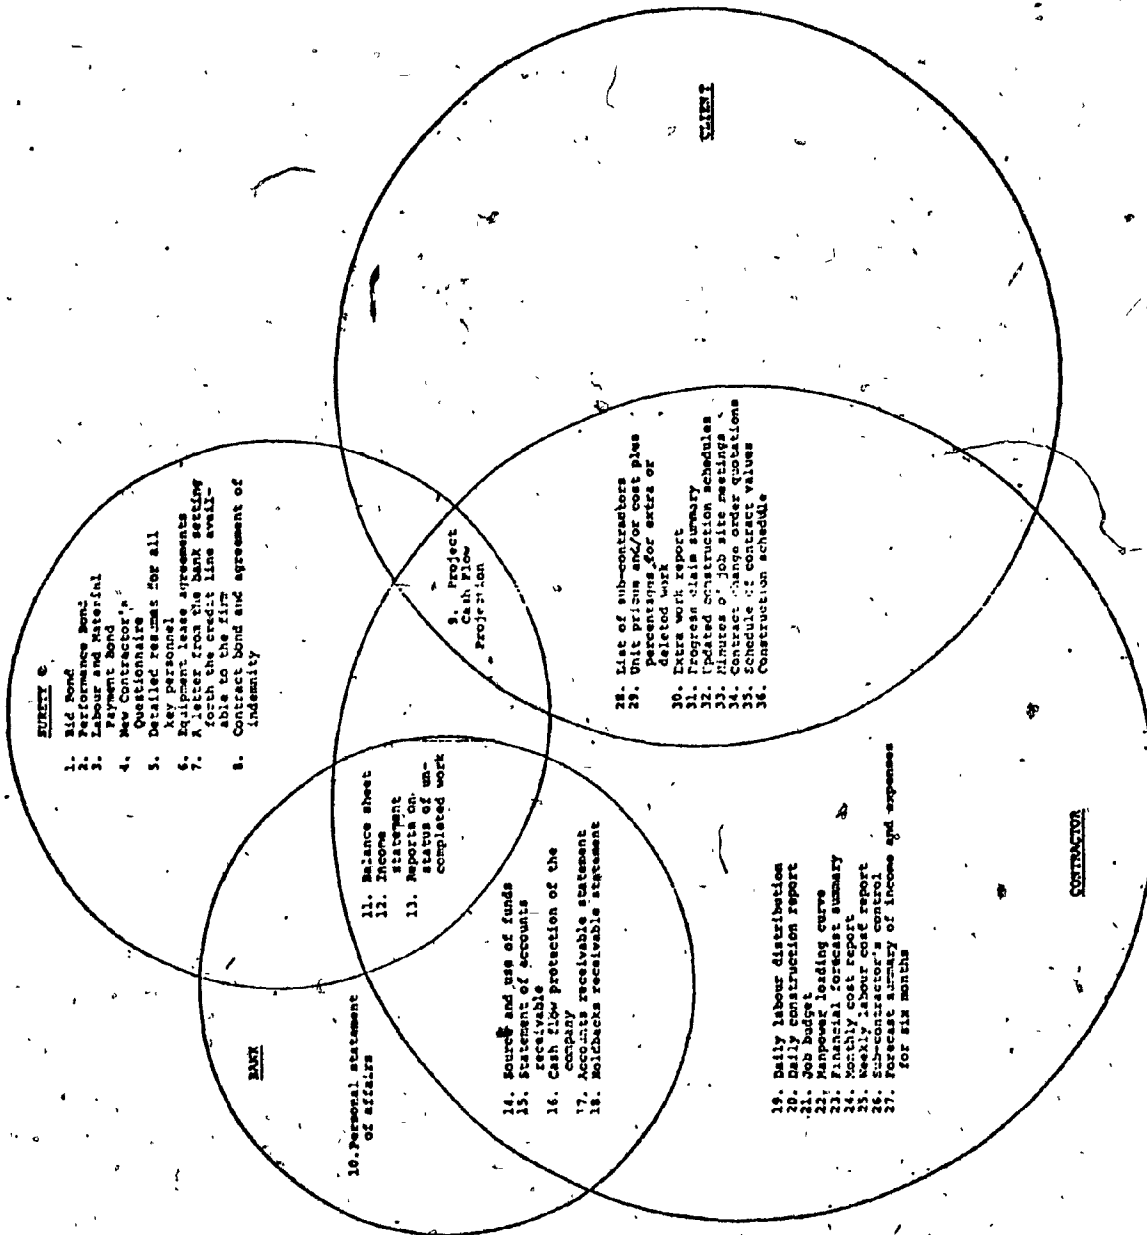 SURETY
1. Bid Bond
2. Performance Bond
3. Labour and Material
Payment Bond
4. New Contractor's
Questionnaire
5. Detailed resumes for all
key personnel
6. Equipment lease agreements
7. A letter from the bank setting
forth the credit line avail-
able to the firm
8. Contract bond and agreement of
indemnity
9. Project
Cash Flow
Projection
BANK
10. Personal statement
of affairs
11. Balance sheet
12. Income
statement
13. Reports on
status of un-
completed work
14. Source and use of funds
15. Statement of accounts
receivable
16. Cash flow protection of the
company
17. Accounts receivable statement
18. Holdbacks receivable statement
19. Daily labour distribution
20. Daily construction report
21. Job budget
22. Manpower loading curve
23. Financial forecast summary
24. Monthly cost report
25. Weekly labour cost report
26. Sub-contractor's control
27. Forecast summary of income and expenses
for six months
CONTRACTOR
28. List of sub-contractors
29. Unit prices and/or cost plus
percentages for extra or
deleted work
30. Extra work report
31. Progress claim summary
32. Updated construction schedules
33. Minutes of job site meetings
34. Contract change order quotations
35. Schedule of contract values
36. Construction schedule
CLIENT